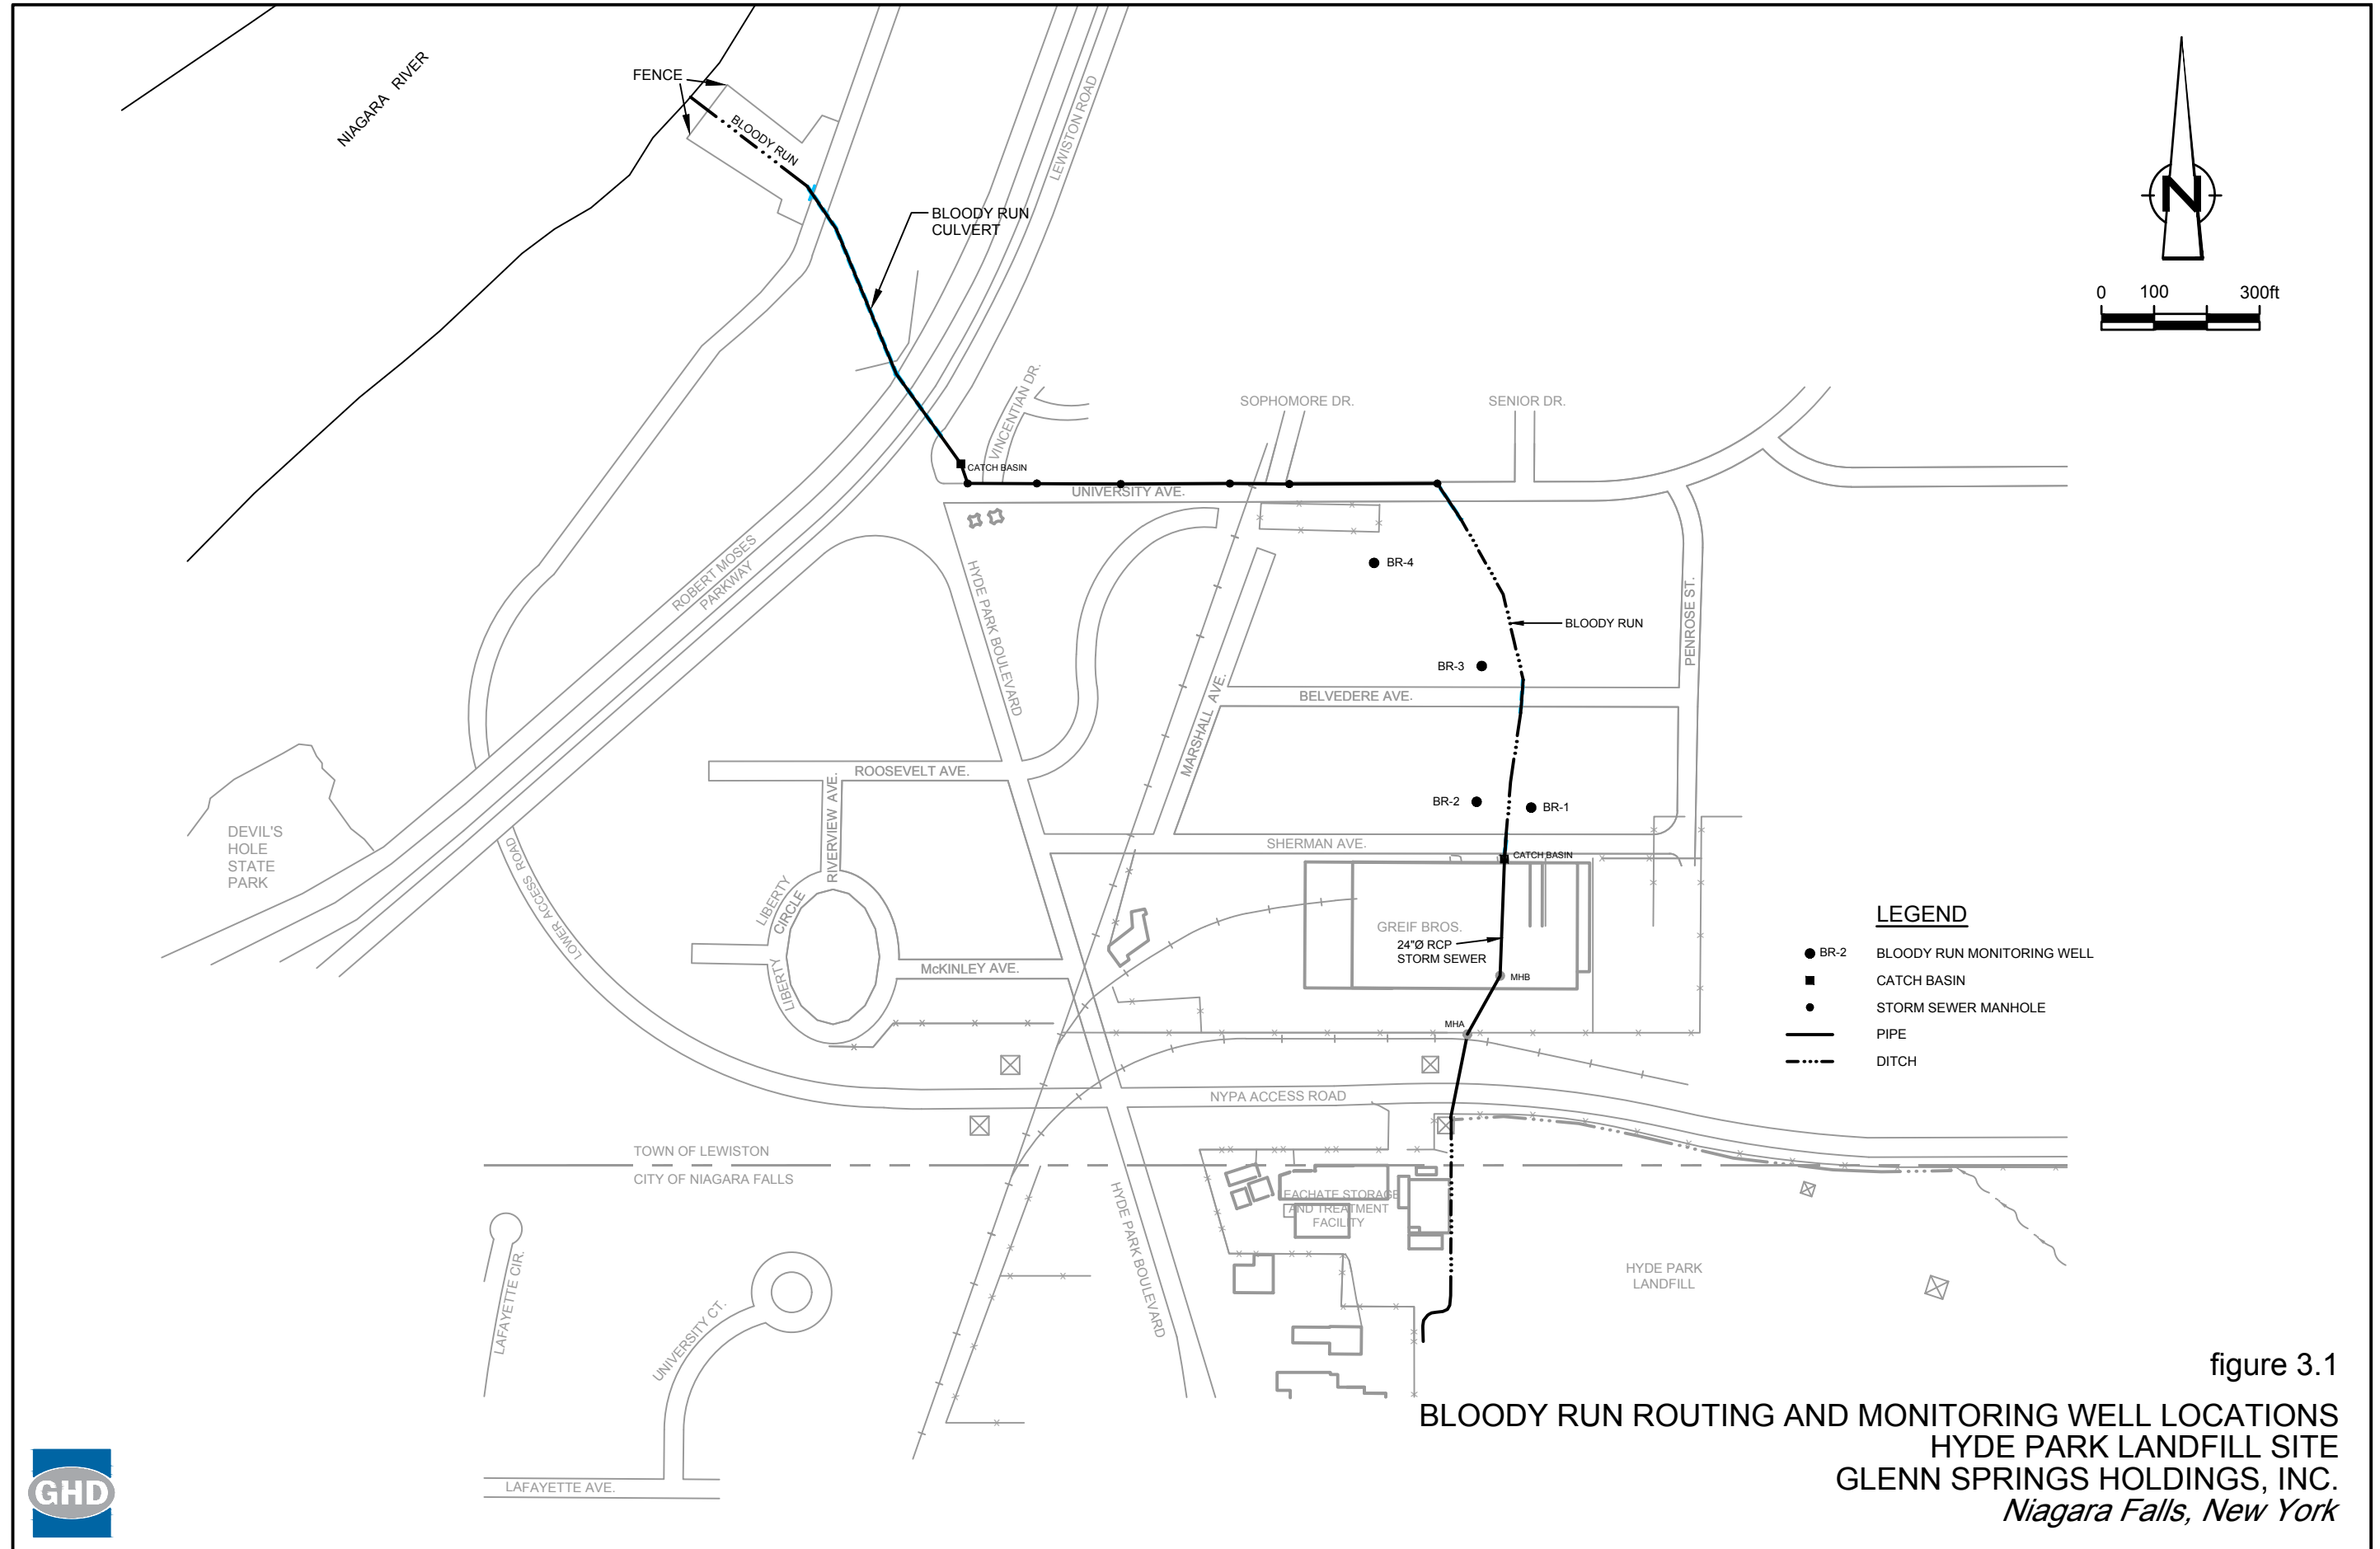 FENCE
NIAGARA RIVER
BLOODY RUN
LEWISTON ROAD
BLOODY RUN
CULVERT
N
0 100 300ft
VINCENTIAN DR.
SOPHOMORE DR.
SENIOR DR.
CATCH BASIN
UNIVERSITY AVE.
ROBERT MOSES
PARKWAY
HYDE PARK BOULEVARD
BR-4
BLOODY RUN
PENROSE ST.
BR-3
BELVEDERE AVE.
MARSHALL AVE.
ROOSEVELT AVE.
RIVERVIEW AVE.
BR-2
BR-1
DEVIL'S
HOLE
STATE
PARK
LOWER ACCESS ROAD
SHERMAN AVE.
CATCH BASIN
LIBERTY
CIRCLE
LIBERTY
GREIF BROS.
24"Ø RCP
STORM SEWER
McKINLEY AVE.
MHB
MHA
LEGEND
BR-2 BLOODY RUN MONITORING WELL
CATCH BASIN
STORM SEWER MANHOLE
PIPE
DITCH
NYPA ACCESS ROAD
TOWN OF LEWISTON
CITY OF NIAGARA FALLS
HYDE PARK BOULEVARD
EACHATE STORAGE
AND TREATMENT
FACILITY
LAFAYETTE CIR.
UNIVERSITY CT.
HYDE PARK
LANDFILL
LAFAYETTE AVE.
figure 3.1
BLOODY RUN ROUTING AND MONITORING WELL LOCATIONS
HYDE PARK LANDFILL SITE
GLENN SPRINGS HOLDINGS, INC.
Niagara Falls, New York
GHD